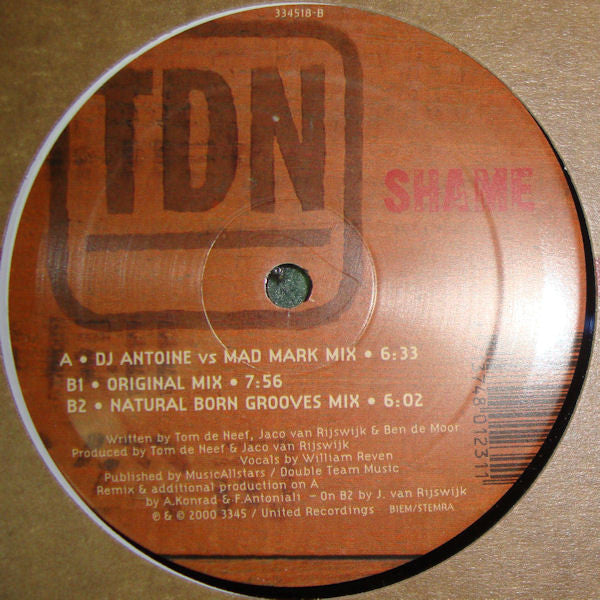 334518-B
TDN
SHAME
A • DJ ANTOINE vs MAD MARK MIX • 6:33
B1 • ORIGINAL MIX • 7:56
B2 • NATURAL BORN GROOVES MIX • 6:02
Written by Tom de Neef, Jaco van Rijswijk & Ben de Moor
Produced by Tom de Neef & Jaco van Rijswijk
Vocals by William Reven
Published by MusicAllstars / Double Team Music
Remix & additional production on A
by A.Konrad & F.Antoniali – On B2 by J. van Rijswijk
℗ & © 2000 3345 / United Recordings BIEM/STEMRA